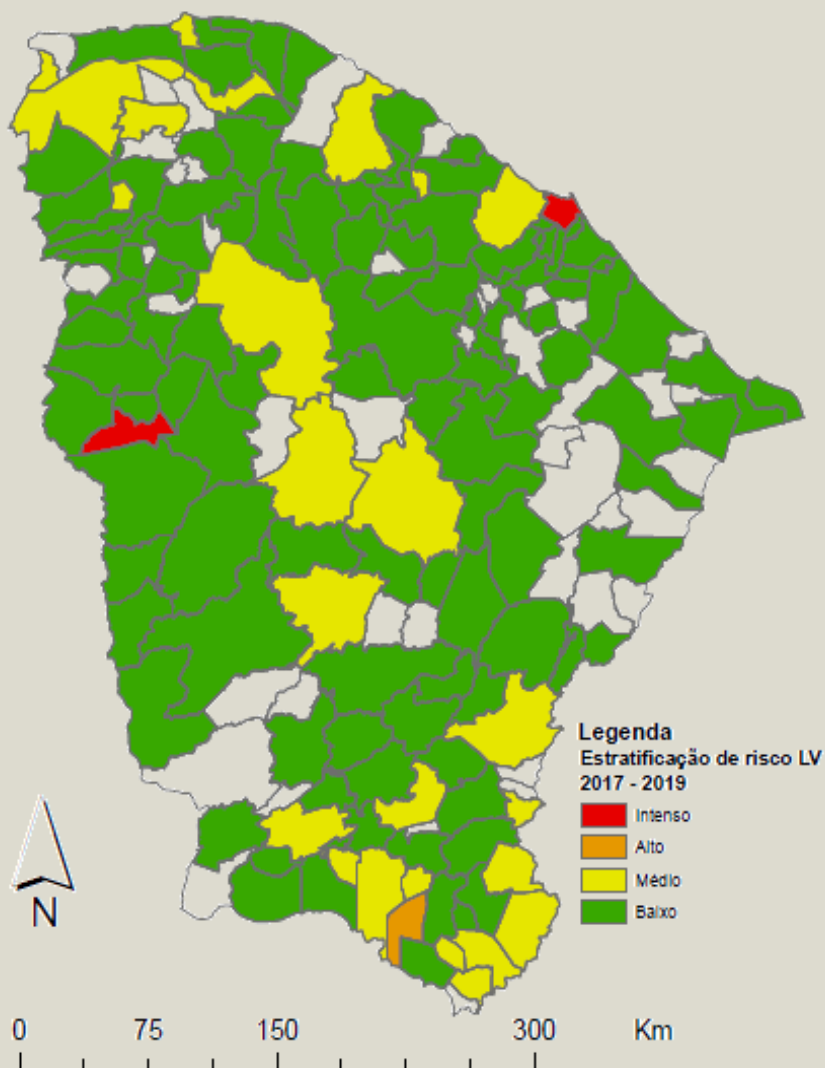 Legenda
Estratificação de risco LV
2017 - 2019
Intenso
Alto
Médio
Baixo
N
0 75 150 300 Km